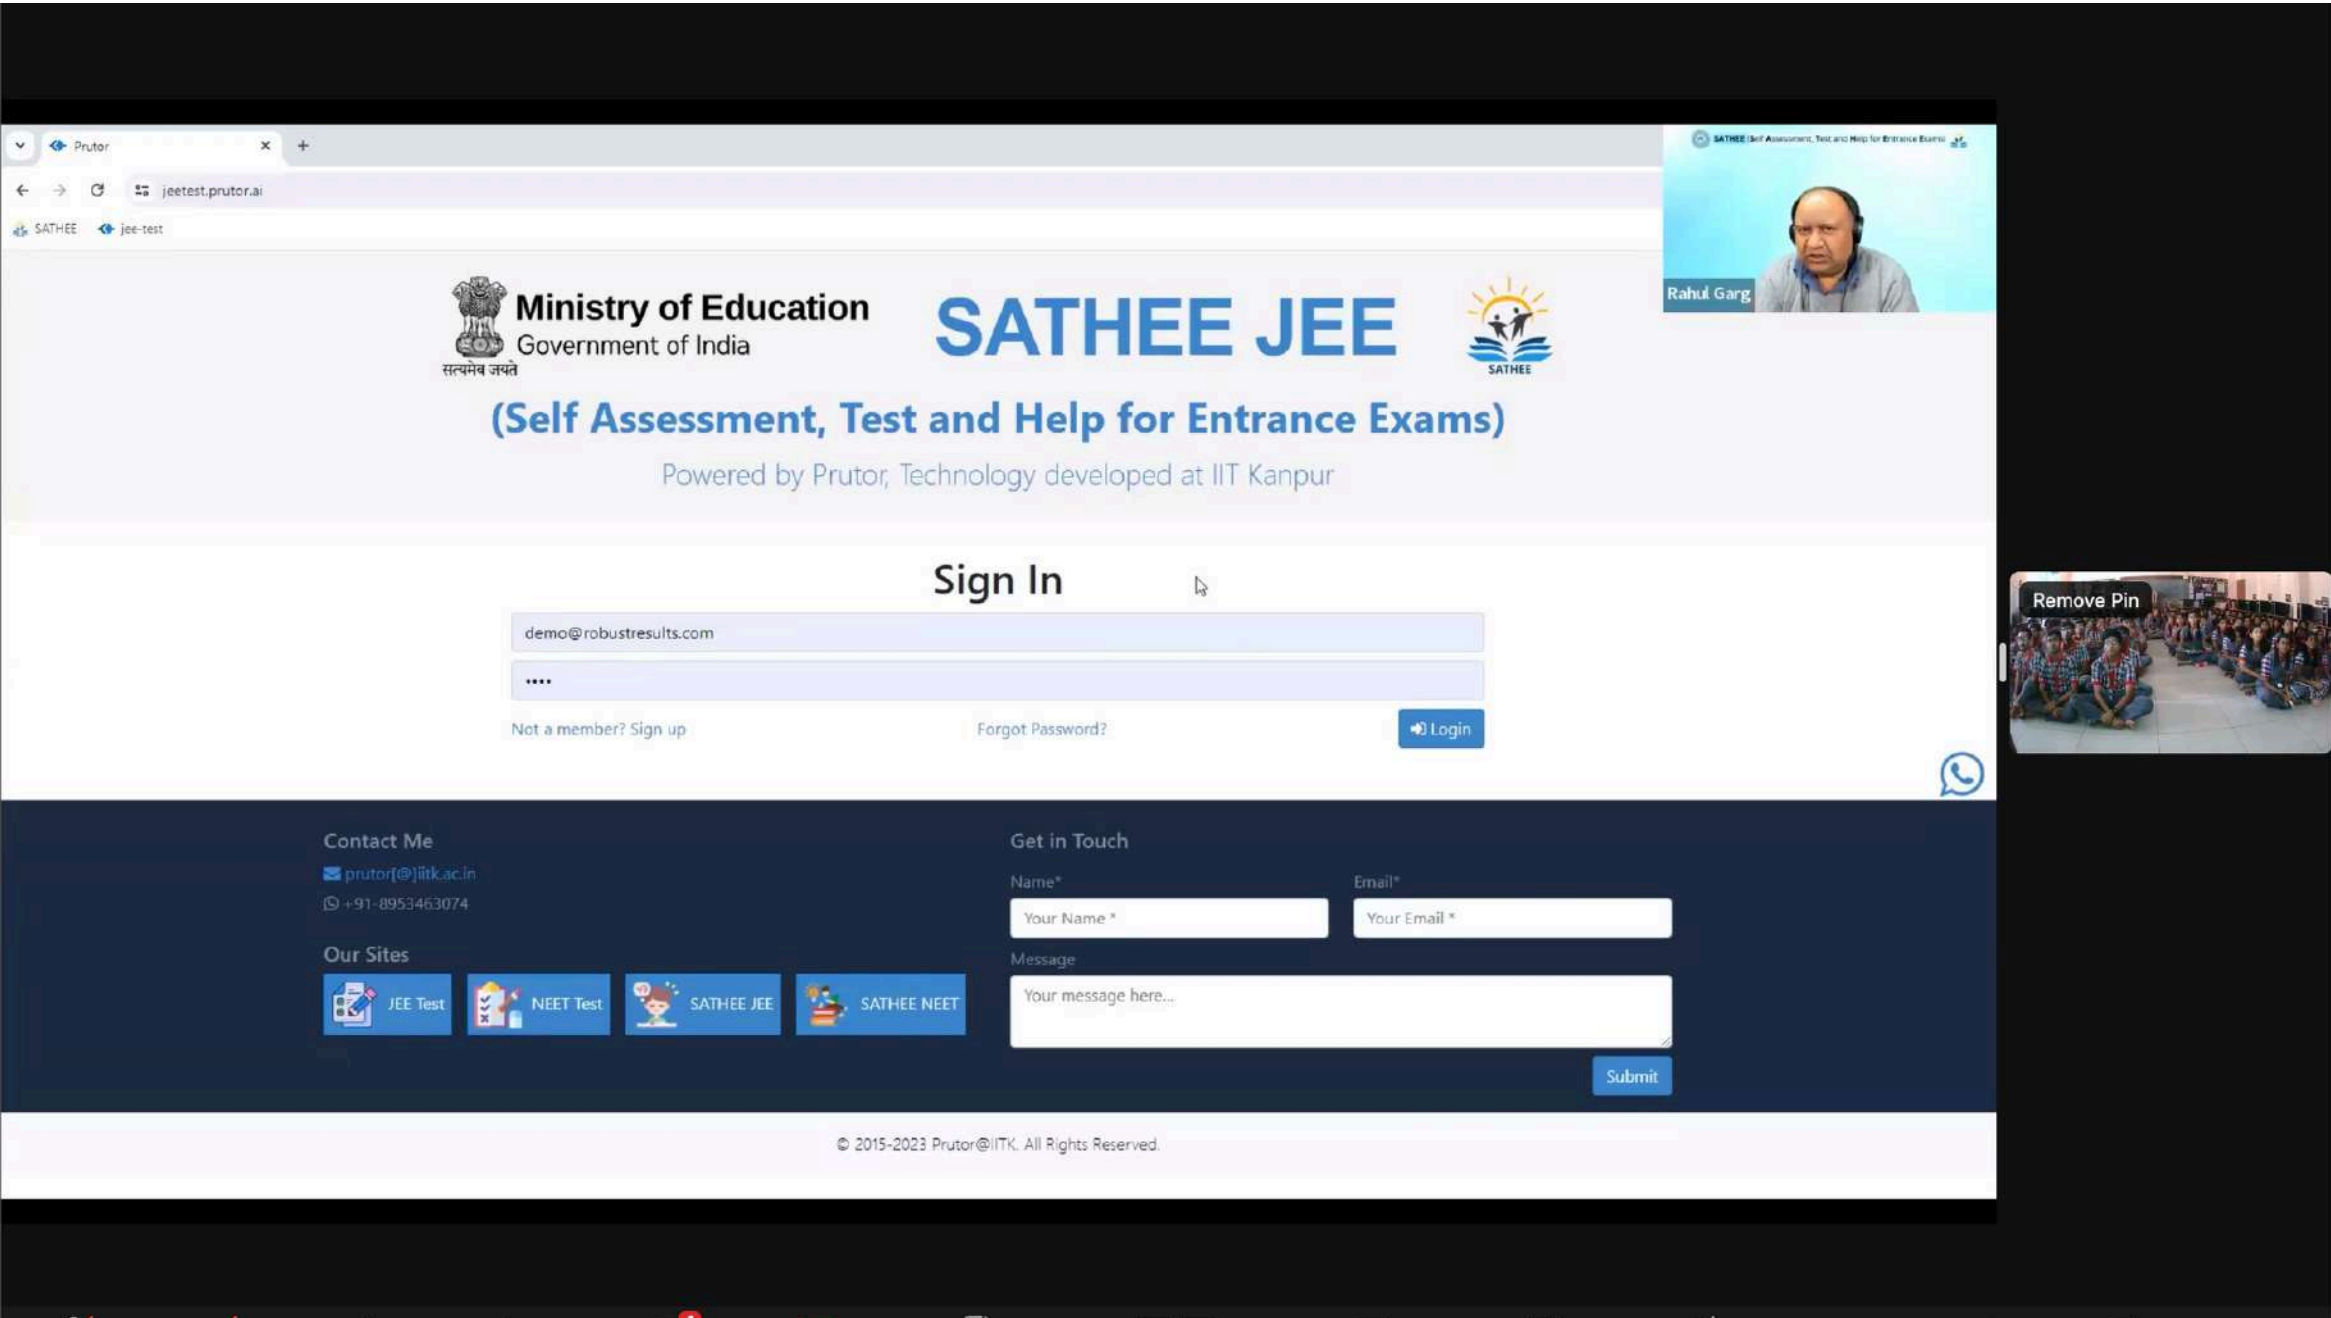 Prutor
jeetest.prutor.ai
SATHEE
jee-test
SATHEE (Self Assessment, Test and Help for Entrance Exams)
Rahul Garg
Ministry of Education
Government of India
सत्यमेव जयते
SATHEE JEE
SATHEE
(Self Assessment, Test and Help for Entrance Exams)
Powered by Prutor, Technology developed at IIT Kanpur
Sign In
demo@robustresults.com
••••
Not a member? Sign up
Forgot Password?
Login
Remove Pin
Contact Me
prutor[@]iitk.ac.in
+91-8953463074
Our Sites
JEE Test
NEET Test
SATHEE JEE
SATHEE NEET
Get in Touch
Name*
Email*
Your Name *
Your Email *
Message
Your message here...
Submit
© 2015-2023 Prutor@IITK. All Rights Reserved.